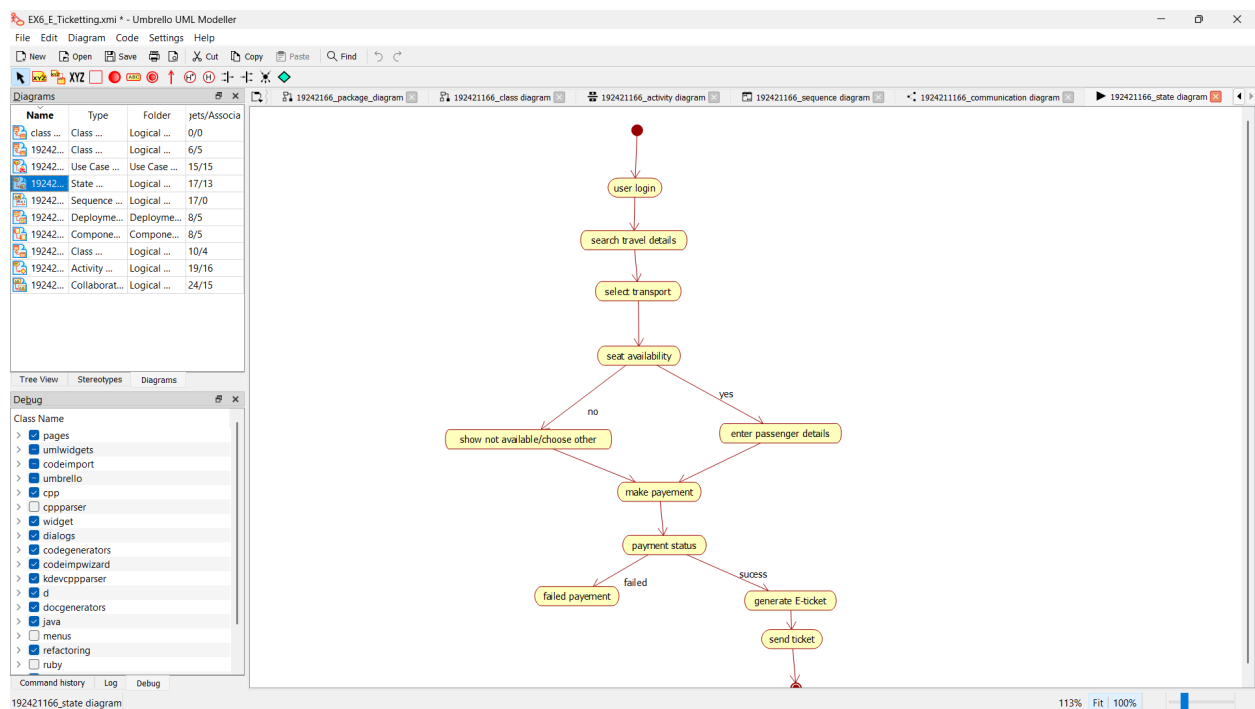 EX6_E_Ticketting.xmi * - Umbrello UML Modeller
File Edit Diagram Code Settings Help
New Open Save Cut Copy Paste Find
XYZ XYZ XYZ ABC H* H
Diagrams
19242166_package_diagram 192421166_class diagram 192421166_activity diagram 192421166_sequence diagram 1924211166_communication diagram 192421166_state diagram
Name Type Folder jets/Associa
class ... Class ... Logical ... 0/0
19242... Class ... Logical ... 6/5
19242... Use Case ... Use Case ... 15/15
19242... State ... Logical ... 17/13
19242... Sequence ... Logical ... 17/0
19242... Deployme... Deployme... 8/5
19242... Compone... Compone... 8/5
19242... Class ... Logical ... 10/4
19242... Activity ... Logical ... 19/16
19242... Collaborat... Logical ... 24/15
Tree View Stereotypes Diagrams
Debug
Class Name
pages
umlwidgets
codeimport
umbrello
cpp
cppparser
widget
dialogs
codegenerators
codeimpwizard
kdevcppparser
d
docgenerators
java
menus
refactoring
ruby
Command history Log Debug
user login
search travel details
select transport
seat availability
no
yes
show not available/choose other
enter passenger details
make payement
payment status
failed
sucess
failed payement
generate E-ticket
send ticket
192421166_state diagram
113% Fit 100%